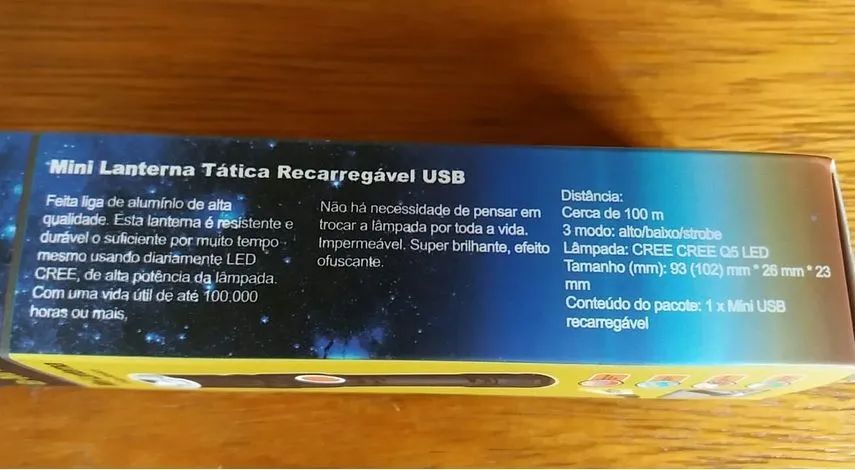 Mini Lanterna Tática Recarregável USB
Feita liga de alumínio de alta
qualidade. Esta lanterna é resistente e
durável o suficiente por muito tempo
mesmo usando diariamente LED
CREE, de alta potência da lâmpada.
Com uma vida útil de até 100.000
horas ou mais,
Não há necessidade de pensar em
trocar a lâmpada por toda a vida.
Impermeável. Super brilhante, efeito
ofuscante.
Distância:
Cerca de 100 m
3 modo: alto/baixo/strobe
Lâmpada: CREE CREE Q5 LED
Tamanho (mm): 93 (102) mm * 26 mm * 23
mm
Conteúdo do pacote: 1 x Mini USB
recarregável